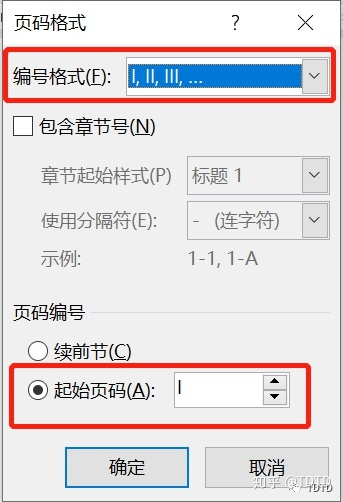 页码格式 ?
编号格式(F): I, II, III, ...
包含章节号(N)
章节起始样式(P) 标题 1
使用分隔符(E): - (连字符)
示例: 1-1, 1-A
页码编号
续前节(C)
起始页码(A): I
确定 取消
知乎 @TDTD
TDTD